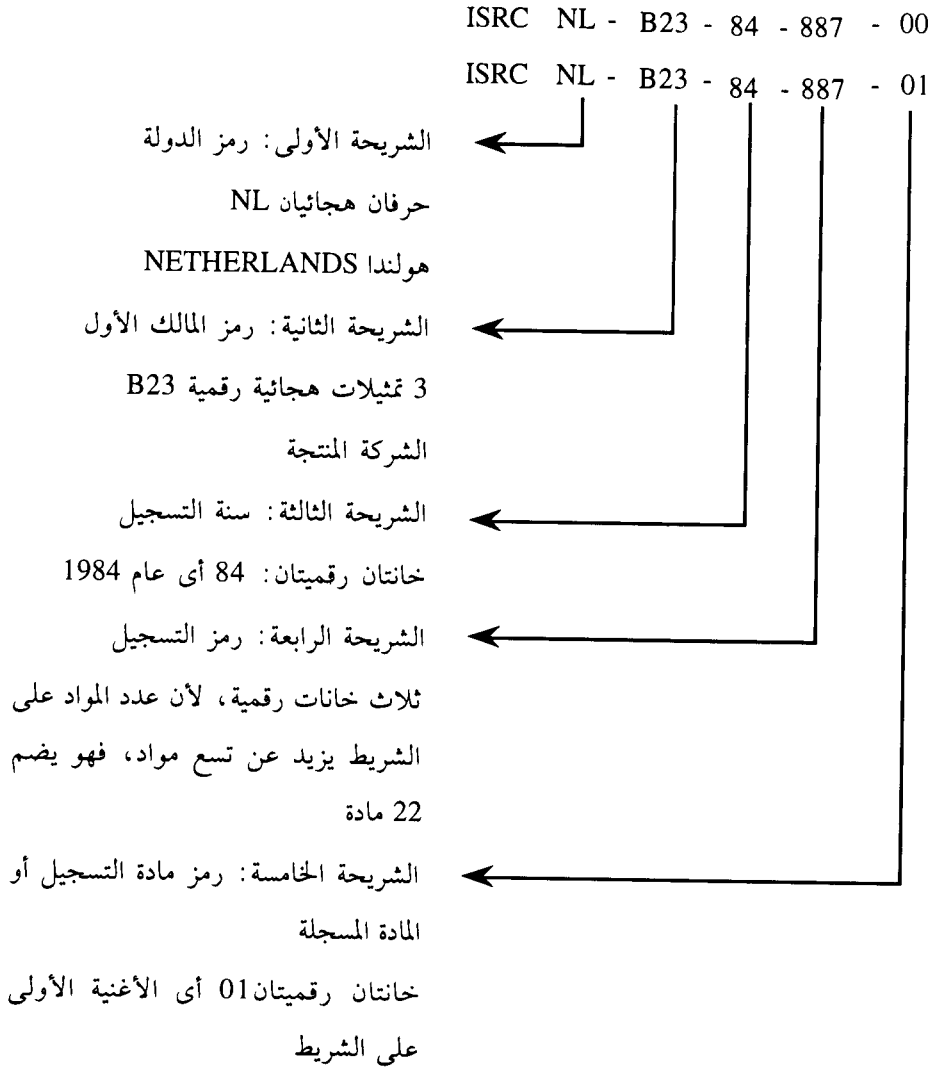 ISRC NL - B23 - 84 - 887 - 00
ISRC NL - B23 - 84 - 887 - 01
الشريحة الأولى: رمز الدولة
حرفان هجائيان NL
هولندا NETHERLANDS
الشريحة الثانية: رمز المالك الأول
3 تمثيلات هجائية رقمية B23
الشركة المنتجة
الشريحة الثالثة: سنة التسجيل
خانتان رقميتان: 84 أى عام 1984
الشريحة الرابعة: رمز التسجيل
ثلاث خانات رقمية، لأن عدد المواد على
الشريط يزيد عن تسع مواد، فهو يضم
22 مادة
الشريحة الخامسة: رمز مادة التسجيل أو
المادة المسجلة
خانتان رقميتان01 أى الأغنية الأولى
على الشريط